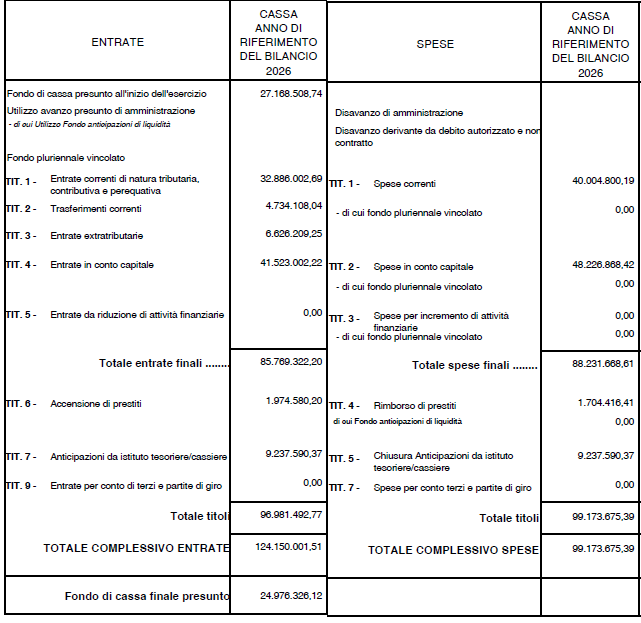 ENTRATE
CASSA
ANNO DI
RIFERIMENTO
DEL BILANCIO
2026
Fondo di cassa presunto all'inizio dell'esercizio 27.168.508,74
Utilizzo avanzo presunto di amministrazione
- di cui Utilizzo Fondo anticipazioni di liquidità
Fondo pluriennale vincolato
TIT. 1 - Entrate correnti di natura tributaria, 32.886.002,69
contributiva e perequativa
TIT. 2 - Trasferimenti correnti 4.734.108,04
TIT. 3 - Entrate extratributarie 6.626.209,25
TIT. 4 - Entrate in conto capitale 41.523.002,22
TIT. 5 - Entrate da riduzione di attività finanziarie 0,00
Totale entrate finali ........ 85.769.322,20
TIT. 6 - Accensione di prestiti 1.974.580,20
TIT. 7 - Anticipazioni da istituto tesoriere/cassiere 9.237.590,37
TIT. 9 - Entrate per conto di terzi e partite di giro 0,00
Totale titoli 96.981.492,77
TOTALE COMPLESSIVO ENTRATE 124.150.001,51
Fondo di cassa finale presunto 24.976.326,12
SPESE
CASSA
ANNO DI
RIFERIMENTO
DEL BILANCIO
2026
Disavanzo di amministrazione
Disavanzo derivante da debito autorizzato e non
contratto
TIT. 1 - Spese correnti 40.004.800,19
- di cui fondo pluriennale vincolato 0,00
TIT. 2 - Spese in conto capitale 48.226.868,42
- di cui fondo pluriennale vincolato 0,00
TIT. 3 - Spese per incremento di attività 0,00
finanziarie
- di cui fondo pluriennale vincolato 0,00
Totale spese finali ........ 88.231.668,61
TIT. 4 - Rimborso di prestiti 1.704.416,41
di cui Fondo anticipazioni di liquidità 0,00
TIT. 5 - Chiusura Anticipazioni da istituto 9.237.590,37
tesoriere/cassiere
TIT. 7 - Spese per conto terzi e partite di giro 0,00
Totale titoli 99.173.675,39
TOTALE COMPLESSIVO SPESE 99.173.675,39